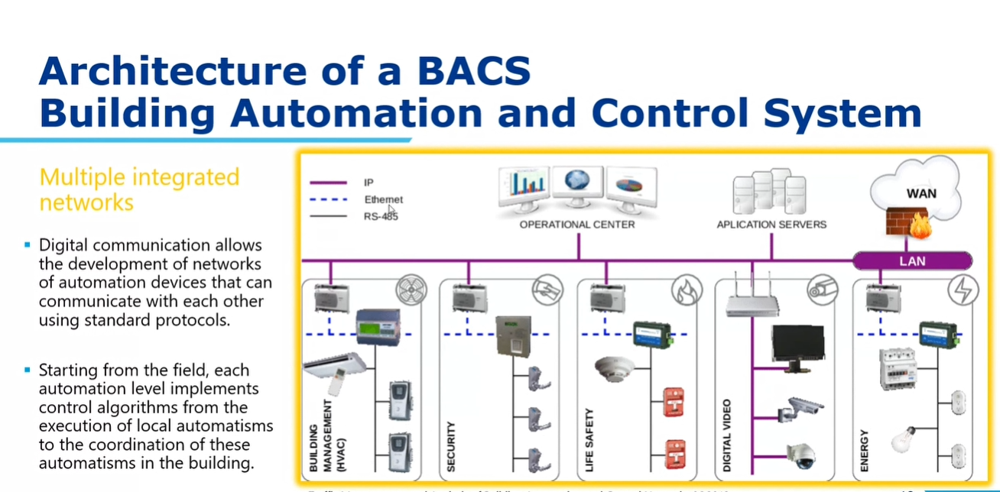 Architecture of a BACS
Building Automation and Control System
Multiple integrated
networks
Digital communication allows
the development of networks
of automation devices that can
communicate with each other
using standard protocols.
Starting from the field, each
automation level implements
control algorithms from the
execution of local automatisms
to the coordination of these
automatisms in the building.
IP
Ethernet
RS-485
OPERATIONAL CENTER
APLICATION SERVERS
WAN
LAN
BUILDING
MANAGEMENT
(HVAC)
SECURITY
LIFE SAFETY
DIGITAL VIDEO
ENERGY